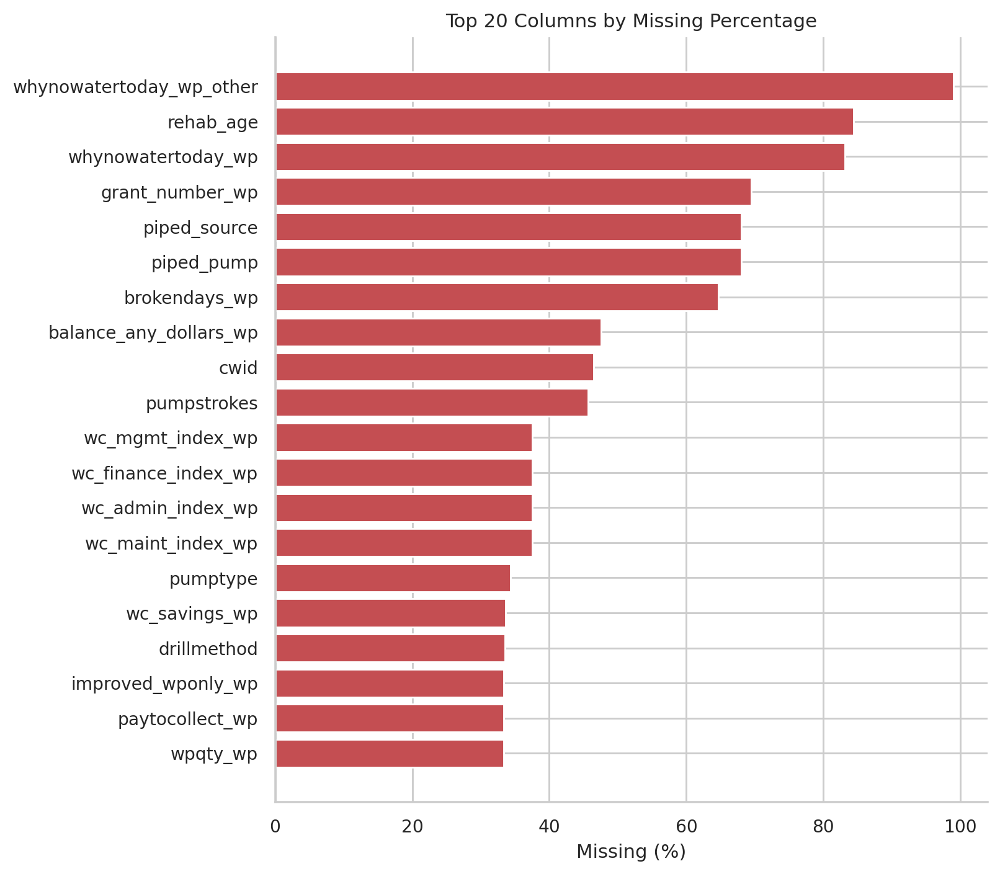 Top 20 Columns by Missing Percentage
whynowatertoday_wp_other
rehab_age
whynowatertoday_wp
grant_number_wp
piped_source
piped_pump
brokendays_wp
balance_any_dollars_wp
cwid
pumpstrokes
wc_mgmt_index_wp
wc_finance_index_wp
wc_admin_index_wp
wc_maint_index_wp
pumptype
wc_savings_wp
drillmethod
improved_wponly_wp
paytocollect_wp
wpqty_wp
0 20 40 60 80 100
Missing (%)